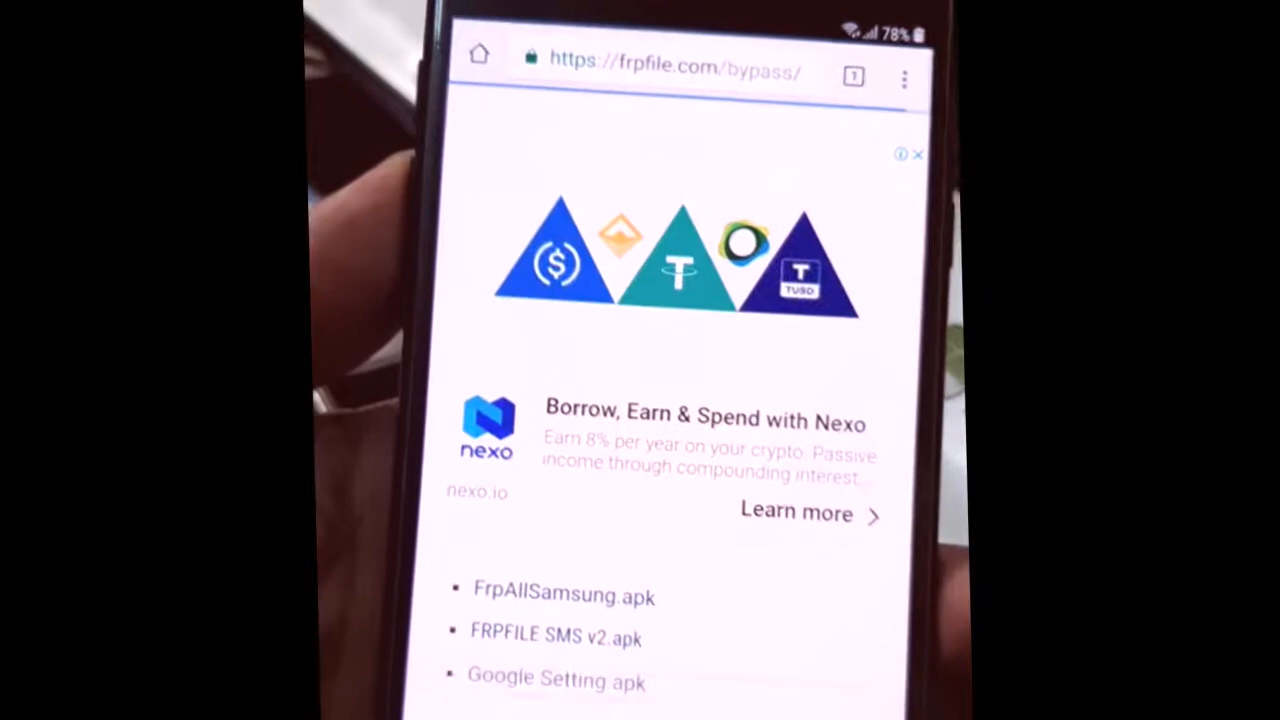 78%
https://frpfile.com/bypass/
1
$
T
T
TUSD
nexo
Borrow, Earn & Spend with Nexo
Earn 8% per year on your crypto. Passive
income through compounding interest...
nexo.io
Learn more
FrpAllSamsung.apk
FRPFILE SMS v2.apk
Google Setting apk